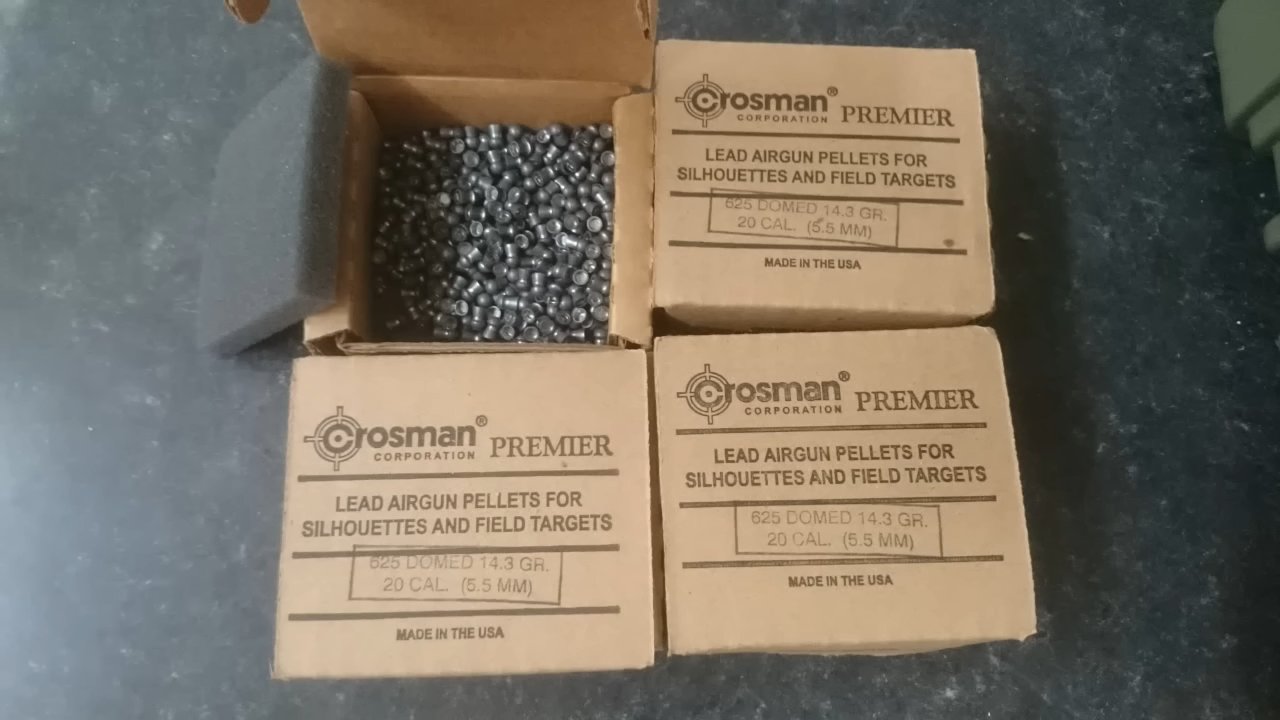 Crosman®
CORPORATION
PREMIER
LEAD AIRGUN PELLETS FOR
SILHOUETTES AND FIELD TARGETS
625 DOMED 14.3 GR.
20 CAL. (5.5 MM)
MADE IN THE USA
Crosman®
CORPORATION
PREMIER
LEAD AIRGUN PELLETS FOR
SILHOUETTES AND FIELD TARGETS
625 DOMED 14.3 GR.
20 CAL. (5.5 MM)
MADE IN THE USA
Crosman®
CORPORATION
PREMIER
LEAD AIRGUN PELLETS FOR
SILHOUETTES AND FIELD TARGETS
625 DOMED 14.3 GR.
20 CAL. (5.5 MM)
MADE IN THE USA